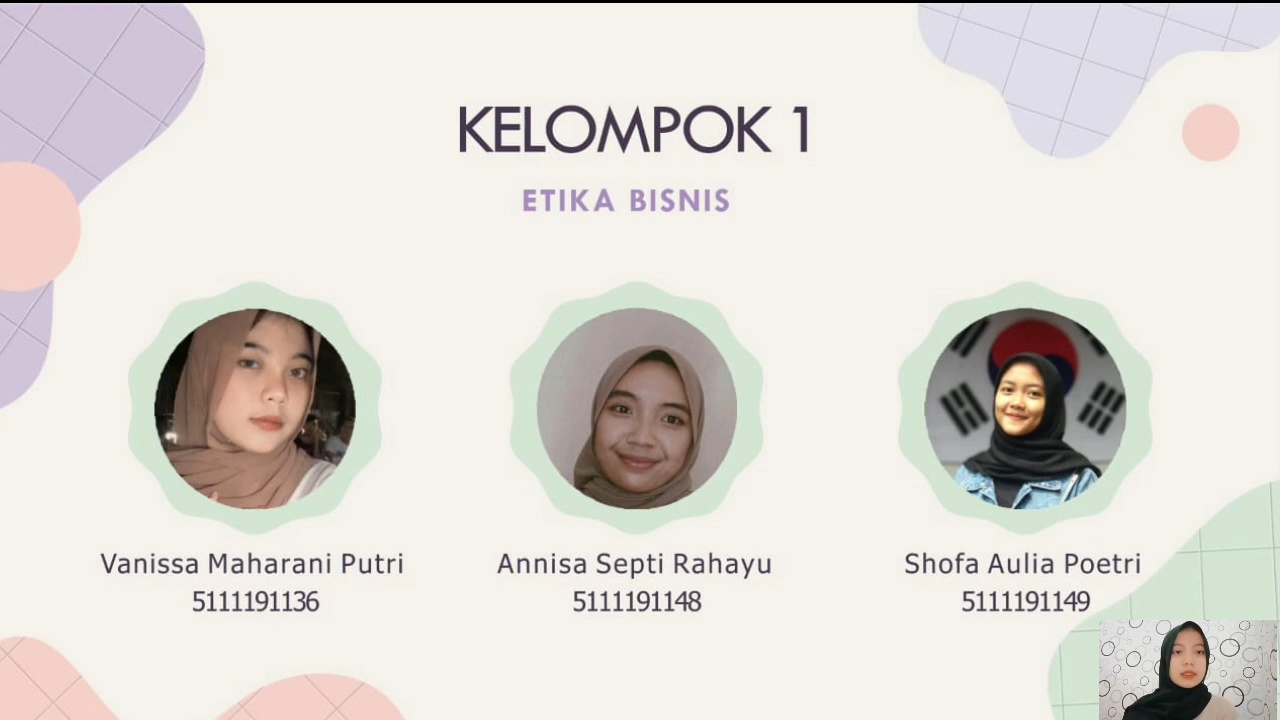 KELOMPOK 1
ETIKA BISNIS
Vanissa Maharani Putri
5111191136
Annisa Septi Rahayu
5111191148
Shofa Aulia Poetri
5111191149